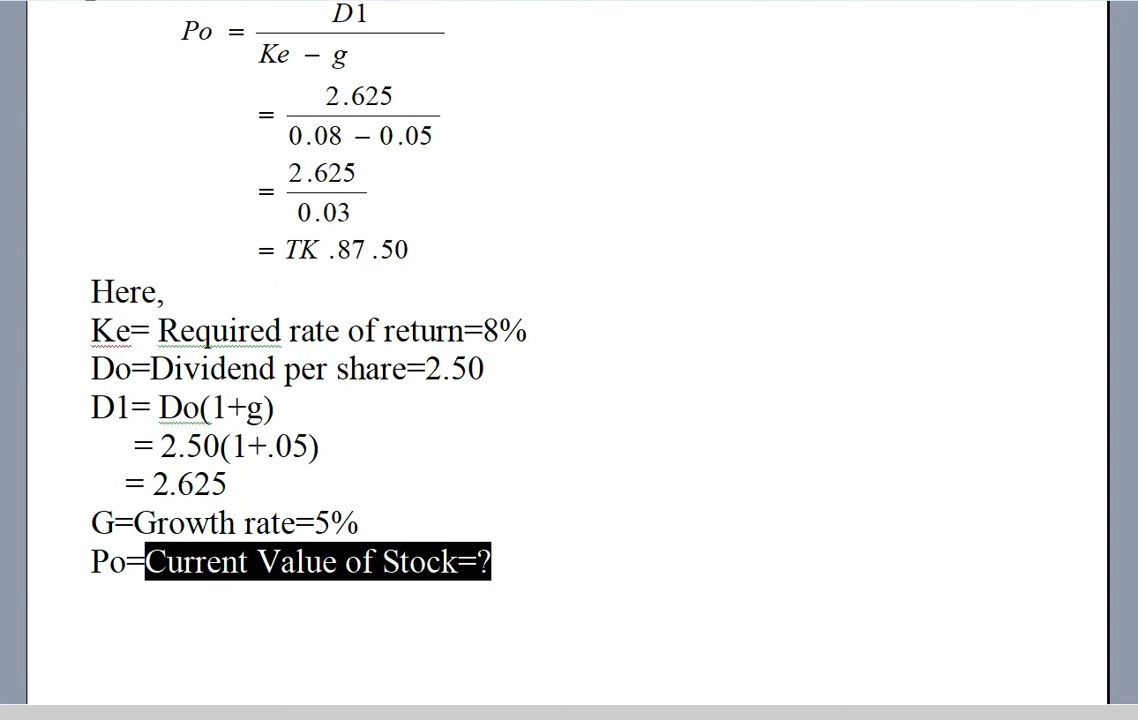 Po = D1
Ke − g
= 2.625
0.08 − 0.05
= 2.625
0.03
= TK .87 .50
Here,
Ke= Required rate of return=8%
Do=Dividend per share=2.50
D1= Do(1+g)
= 2.50(1+.05)
= 2.625
G=Growth rate=5%
Po=Current Value of Stock=?